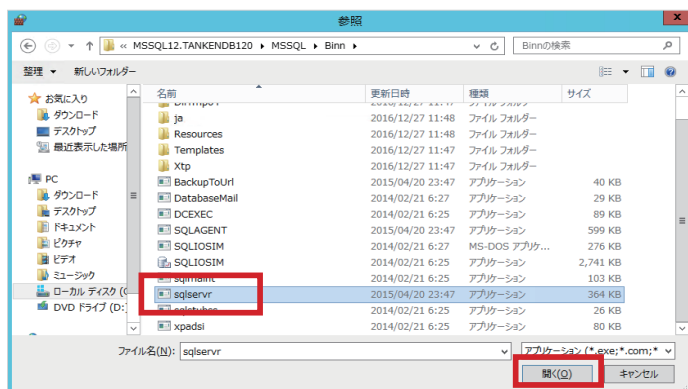 参照
« MSSQL12.TANKENDB120 ▸ MSSQL ▸ Binn ▸ Binnの検索
整理 ▼ 新しいフォルダー
お気に入り
ダウンロード
デスクトップ
最近表示した場所
PC
ダウンロード
デスクトップ
ドキュメント
ピクチャ
ビデオ
ミュージック
ローカル ディスク (C
DVD ドライブ (D:
名前 更新日時 種類 サイズ
ja 2016/12/27 11:48 ファイル フォルダー
Resources 2016/12/27 11:48 ファイル フォルダー
Templates 2016/12/27 11:47 ファイル フォルダー
Xtp 2016/12/27 11:47 ファイル フォルダー
BackupToUrl 2015/04/20 23:47 アプリケーション 40 KB
DatabaseMail 2014/02/21 6:27 アプリケーション 29 KB
DCEXEC 2014/02/21 6:25 アプリケーション 89 KB
SQLAGENT 2015/04/20 23:47 アプリケーション 599 KB
SQLIOSIM 2014/02/21 6:27 MS-DOS アプリケ... 276 KB
SQLIOSIM 2014/02/21 6:25 アプリケーション 2,741 KB
sqlmaint 2014/02/21 6:25 アプリケーション 103 KB
sqlservr 2015/04/20 23:47 アプリケーション 364 KB
2014/02/21 6:25 アプリケーション 26 KB
xpadsi 2014/02/21 6:25 アプリケーション 80 KB
ファイル名(N): sqlservr アプリケーション (*.exe;*.com;*
開く(O) キャンセル